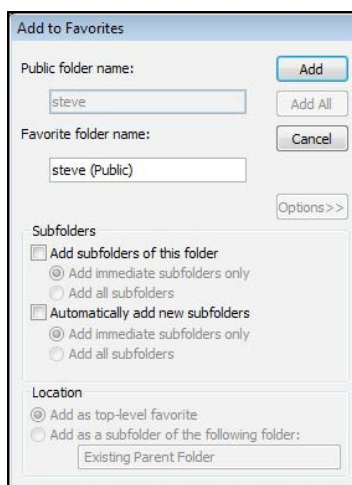 Add to Favorites
Public folder name:
Add
steve
Add All
Favorite folder name:
Cancel
steve (Public)
Options>>
Subfolders
Add subfolders of this folder
Add immediate subfolders only
Add all subfolders
Automatically add new subfolders
Add immediate subfolders only
Add all subfolders
Location
Add as top-level favorite
Add as a subfolder of the following folder:
Existing Parent Folder